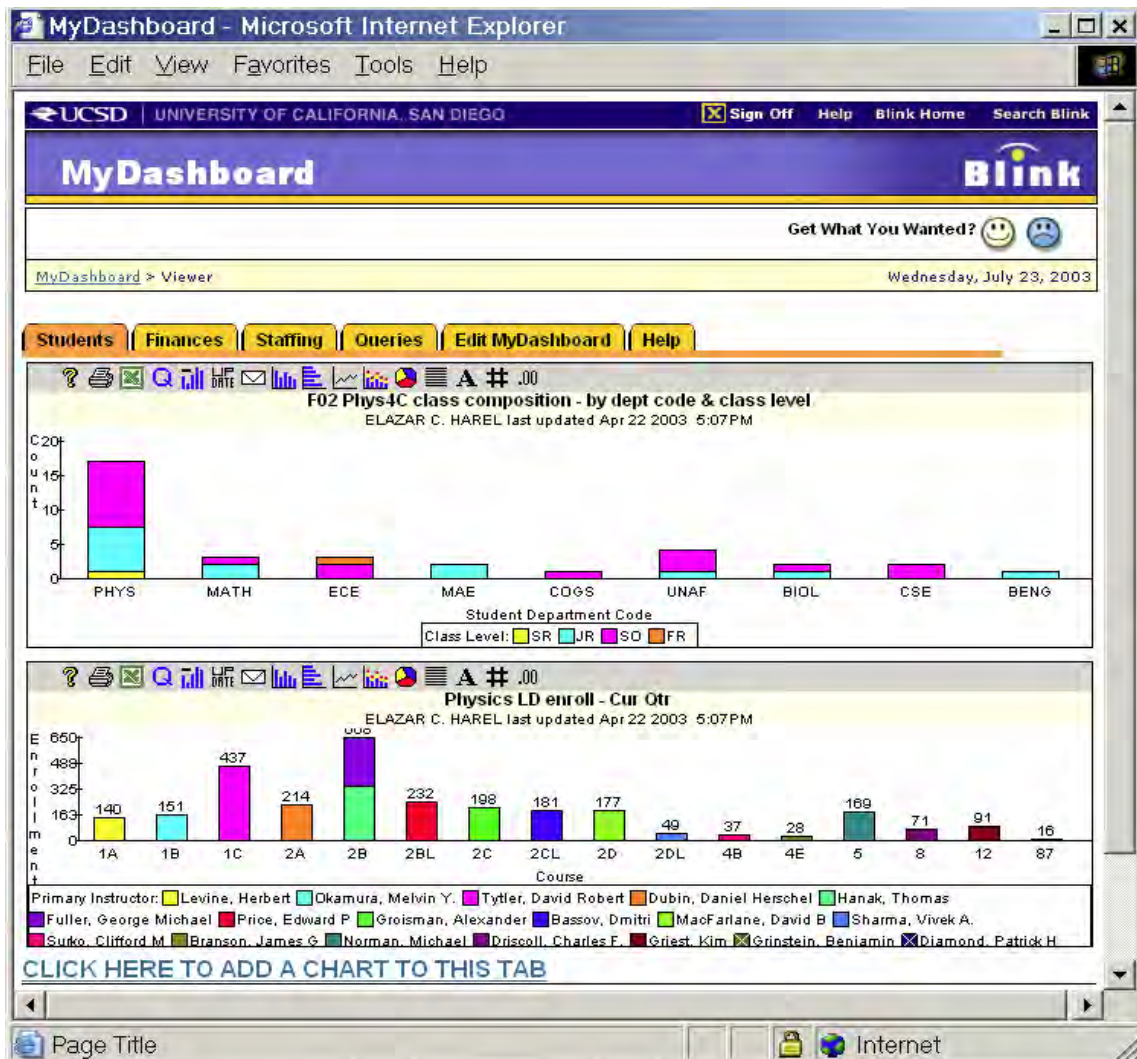 MyDashboard - Microsoft Internet Explorer
File Edit View Favorites Tools Help
UCSD | UNIVERSITY OF CALIFORNIA, SAN DIEGO X Sign Off Help Blink Home Search Blink
MyDashboard Blink
Get What You Wanted?
MyDashboard > Viewer Wednesday, July 23, 2003
Students Finances Staffing Queries Edit MyDashboard Help
? Q DATE A # .00
F02 Phys4C class composition - by dept code & class level
ELAZAR C. HAREL last updated Apr 22 2003 5:07PM
Count
20
15
10
5
0
PHYS MATH ECE MAE COGS UNAF BIOL CSE BENG
Student Department Code
Class Level: SR JR SO FR
? Q DATE A # .00
Physics LD enroll - Cur Qtr
ELAZAR C. HAREL last updated Apr 22 2003 5:07PM
Enrollment
650
488
325
163
0
140 151 437 214 232 198 181 177 49 37 28 169 71 91 16
1A 1B 1C 2A 2B 2BL 2C 2CL 2D 2DL 4B 4E 5 8 12 87
Course
Primary Instructor: Levine, Herbert Okamura, Melvin Y. Tytler, David Robert Dubin, Daniel Herschel Hanak, Thomas
Fuller, George Michael Price, Edward P Groisman, Alexander Basov, Dmitri MacFarlane, David B Sharma, Vivek A.
Surko, Clifford M Branson, James G Norman, Michael Driscoll, Charles F. Griest, Kim Grinstein, Benjamin Diamond, Patrick H
CLICK HERE TO ADD A CHART TO THIS TAB
Page Title Internet